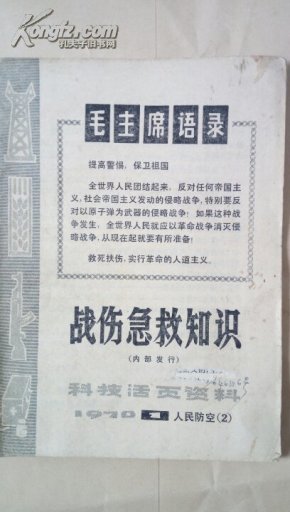 Kongfz.com
孔夫子旧书网
毛主席语录
提高警惕，保卫祖国
全世界人民团结起来，反对任何帝国主
义、社会帝国主义发动的侵略战争，特别要反
对以原子弹为武器的侵略战争！如果这种战
争发生，全世界人民就应以革命战争消灭侵
略战争，从现在起就要有所准备！
救死扶伤，实行革命的人道主义。
战伤急救知识
（内部发行）
科技活页资料
1970 人民防空（2）